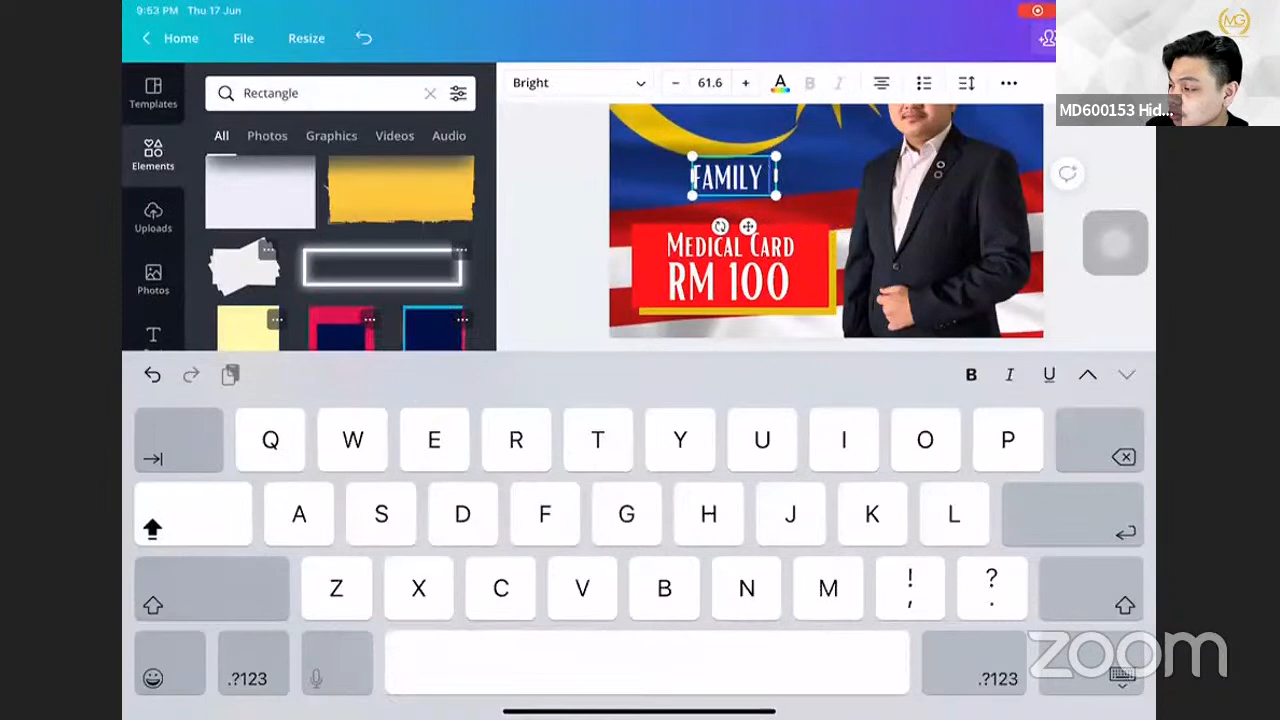 9:53 PM Thu 17 Jun
Home File Resize
MG
MD600153 Hid...
Templates
Elements
Uploads
Photos
Rectangle
All Photos Graphics Videos Audio
Bright
− 61.6 + A B I
FAMILY
MEDICAL CARD
RM 100
B I U
Q W E R T Y U I O P
A S D F G H J K L
Z X C V B N M ! , ? .
.?123 .?123
zoom